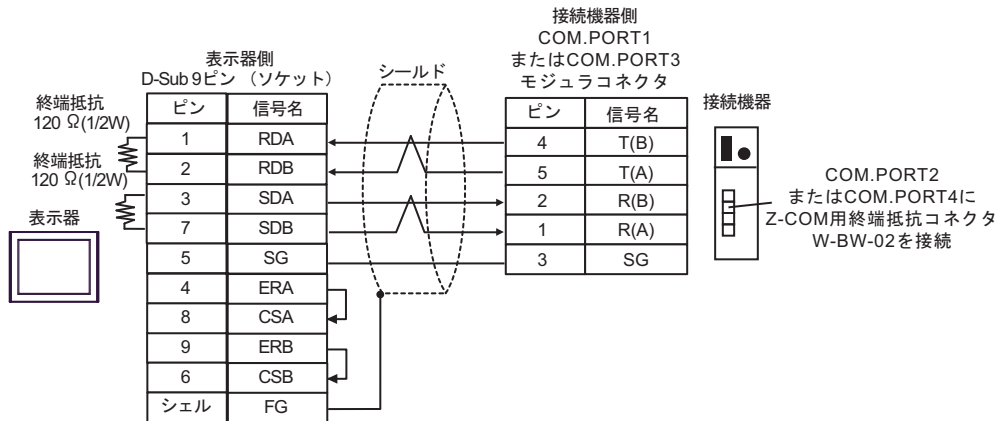 接続機器側
COM.PORT1
またはCOM.PORT3
モジュラコネクタ
表示器側
D-Sub 9ピン （ソケット）
シールド
接続機器
終端抵抗
120 Ω(1/2W)
終端抵抗
120 Ω(1/2W)
表示器
ピン 信号名
1 RDA
2 RDB
3 SDA
7 SDB
5 SG
4 ERA
8 CSA
9 ERB
6 CSB
シェル FG
ピン 信号名
4 T(B)
5 T(A)
2 R(B)
1 R(A)
3 SG
COM.PORT2
またはCOM.PORT4に
Z-COM用終端抵抗コネクタ
W-BW-02を接続